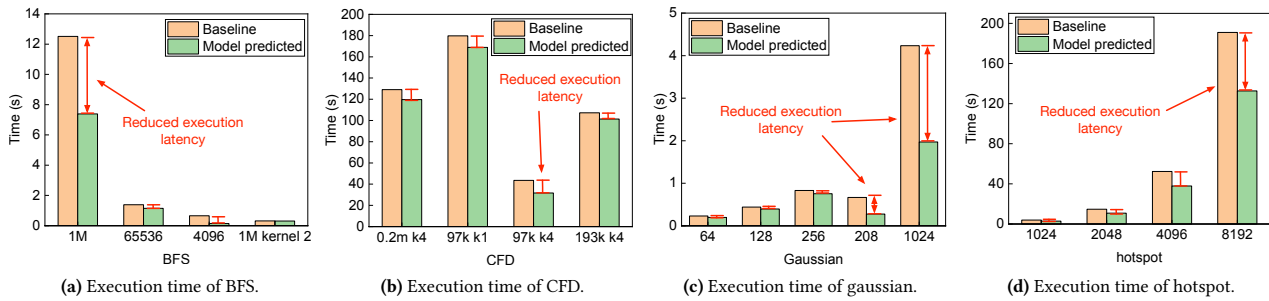 14
12
10
8
6
4
2
0
Time (s)
Baseline
Model predicted
Reduced execution
latency
1M
65536
4096
1M kernel 2
BFS
(a) Execution time of BFS.
200
180
160
140
120
100
80
60
40
20
0
Time (s)
Baseline
Model predicted
Reduced execution
latency
0.2m k4
97k k1
97k k4
193k k4
CFD
(b) Execution time of CFD.
5
4
3
2
1
0
Time (s)
Baseline
Model predicted
Reduced execution
latency
64
128
256
208
1024
Gaussian
(c) Execution time of gaussian.
200
160
120
80
40
0
Time (s)
Baseline
Model predicted
Reduced execution
latency
1024
2048
4096
8192
hotspot
(d) Execution time of hotspot.